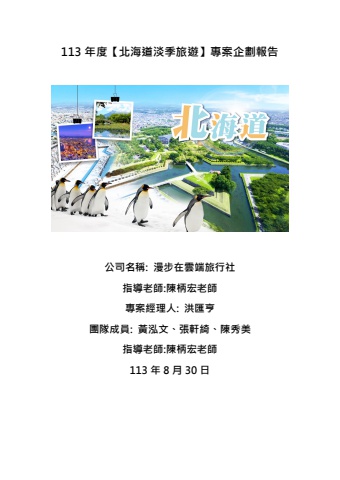 113 年度【北海道淡季旅遊】專案企劃報告
北海道
公司名稱: 漫步在雲端旅行社
指導老師:陳柄宏老師
專案經理人: 洪匯亨
團隊成員: 黃泓文、張軒綺、陳秀美
指導老師:陳柄宏老師
113 年 8 月 30 日